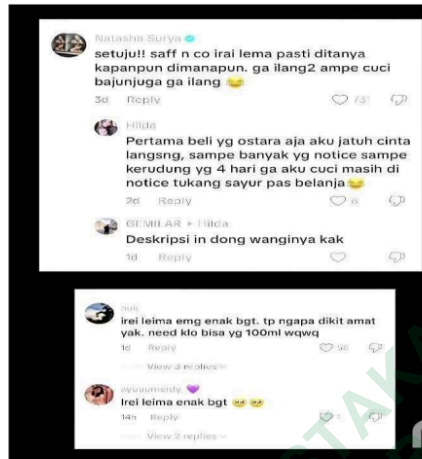 Natasha Surya
setuju!! saff n co irai lema pasti ditanya
kapanpun dimanapun. ga ilang2 ampe cuci
bajunjuga ga ilang 😂
3d Reply 731
Hilda
Pertama beli yg ostara aja aku jatuh cinta
langsng, sampe banyak yg notice sampe
kerudung yg 4 hari ga aku cuci masih di
notice tukang sayur pas belanja😂
2d Reply 6
GEMILAR ▸ Hilda
Deskripsi in dong wanginya kak
1d Reply
irei leima emg enak bgt. tp ngapa dikit amat
yak. need klo bisa yg 100ml wqwq
1d Reply 56
View 3 replies
ayuuumeidy 💜
Irei leima enak bgt 🥹🥹
14h Reply
View 2 replies